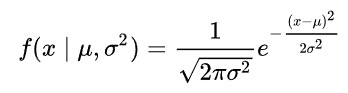 f(x | μ, σ²) = 1/√(2πσ²) e^(−(x−μ)²/(2σ²))